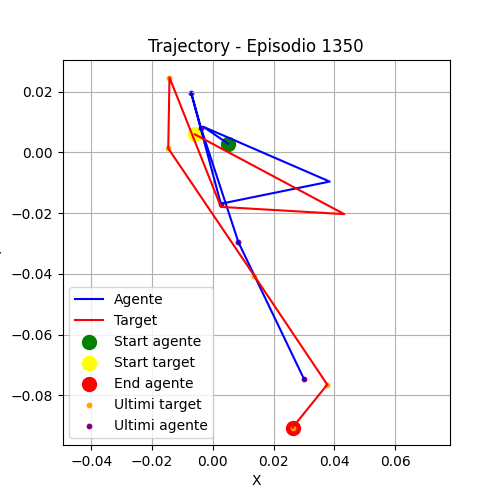 Trajectory - Episodio 1350
0.02
0.00
−0.02
−0.04
−0.06
−0.08
Agente
Target
Start agente
Start target
End agente
Ultimi target
Ultimi agente
−0.04
−0.02
0.00
0.02
0.04
0.06
X